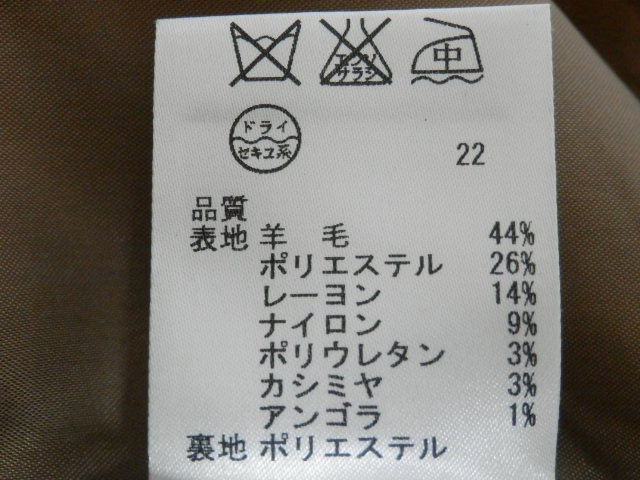 エンソサラシ
中
ドライ
セキユ系
22
品質
表地 羊 毛 44%
ポリエステル 26%
レーヨン 14%
ナイロン 9%
ポリウレタン 3%
カシミヤ 3%
アンゴラ 1%
裏地 ポリエステル